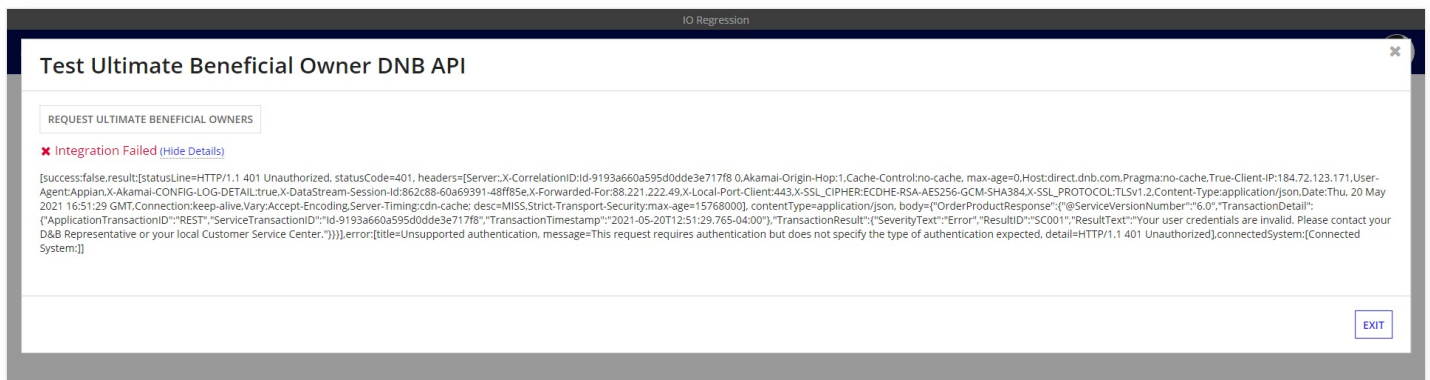 IO Regression
Test Ultimate Beneficial Owner DNB API
REQUEST ULTIMATE BENEFICIAL OWNERS
✖ Integration Failed (Hide Details)
[success:false,result:[statusLine=HTTP/1.1 401 Unauthorized, statusCode=401, headers=[Server:,X-CorrelationID:Id-9193a660a595d0dde3e717f8 0,Akamai-Origin-Hop:1,Cache-Control:no-cache, max-age=0,Host:direct.dnb.com,Pragma:no-cache,True-Client-IP:184.72.123.171,User-
Agent:Appian,X-Akamai-CONFIG-LOG-DETAIL:true,X-DataStream-Session-Id:862c88-60a69391-48ff85e,X-Forwarded-For:88.221.222.49,X-Local-Port-Client:443,X-SSL_CIPHER:ECDHE-RSA-AES256-GCM-SHA384,X-SSL_PROTOCOL:TLSv1.2,Content-Type:application/json,Date:Thu, 20 May
2021 16:51:29 GMT,Connection:keep-alive,Vary:Accept-Encoding,Server-Timing:cdn-cache; desc=MISS,Strict-Transport-Security:max-age=15768000], contentType=application/json, body={"OrderProductResponse":{"@ServiceVersionNumber":"6.0","TransactionDetail":
{"ApplicationTransactionID":"REST","ServiceTransactionID":"Id-9193a660a595d0dde3e717f8","TransactionTimestamp":"2021-05-20T12:51:29.765-04:00"},"TransactionResult":{"SeverityText":"Error","ResultID":"SC001","ResultText":"Your user credentials are invalid. Please contact your
D&B Representative or your local Customer Service Center."}}}],error:[title=Unsupported authentication, message=This request requires authentication but does not specify the type of authentication expected, detail=HTTP/1.1 401 Unauthorized],connectedSystem:[Connected
System:]]
EXIT